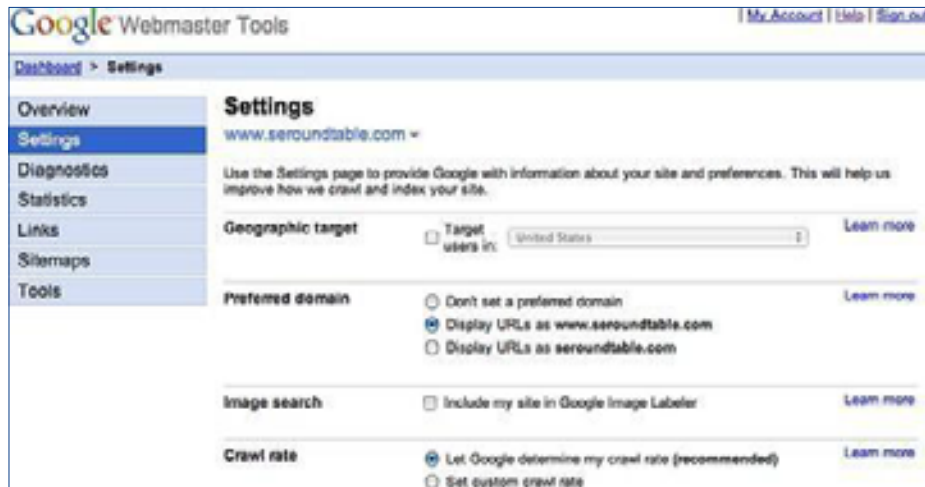 Google Webmaster Tools
| My Account | Help | Sign out
Dashboard > Settings
Overview
Settings
Diagnostics
Statistics
Links
Sitemaps
Tools
Settings
www.seroundtable.com
Use the Settings page to provide Google with information about your site and preferences. This will help us
improve how we crawl and index your site.
Geographic target
Target
users in:
United States
Learn more
Preferred domain
Don't set a preferred domain
Learn more
Display URLs as www.seroundtable.com
Display URLs as seroundtable.com
Image search
Include my site in Google Image Labeler
Learn more
Crawl rate
Let Google determine my crawl rate (recommended)
Learn more
Set custom crawl rate